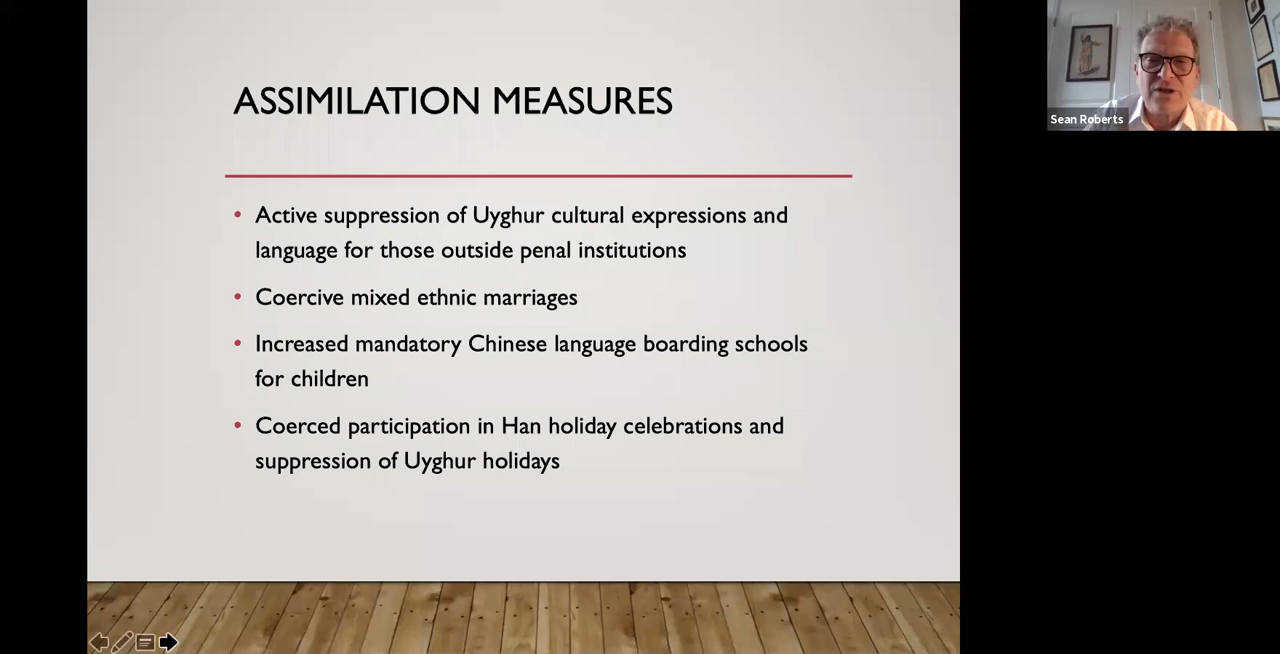 ASSIMILATION MEASURES
• Active suppression of Uyghur cultural expressions and
language for those outside penal institutions
• Coercive mixed ethnic marriages
• Increased mandatory Chinese language boarding schools
for children
• Coerced participation in Han holiday celebrations and
suppression of Uyghur holidays
Sean Roberts